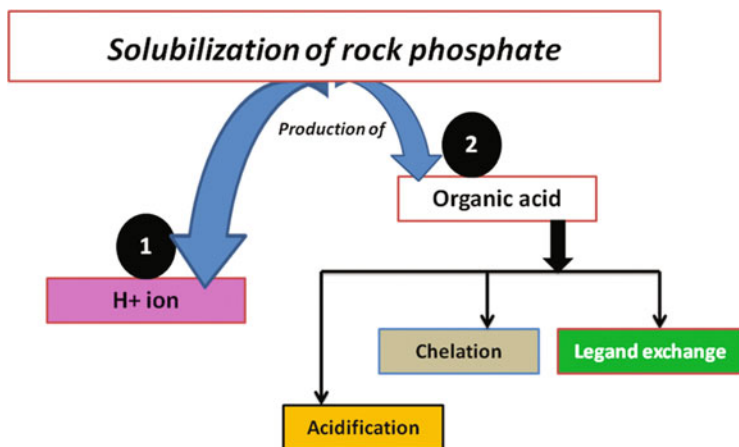 Solubilization of rock phosphate
Production of
2
Organic acid
1
H+ ion
Chelation
Legand exchange
Acidification